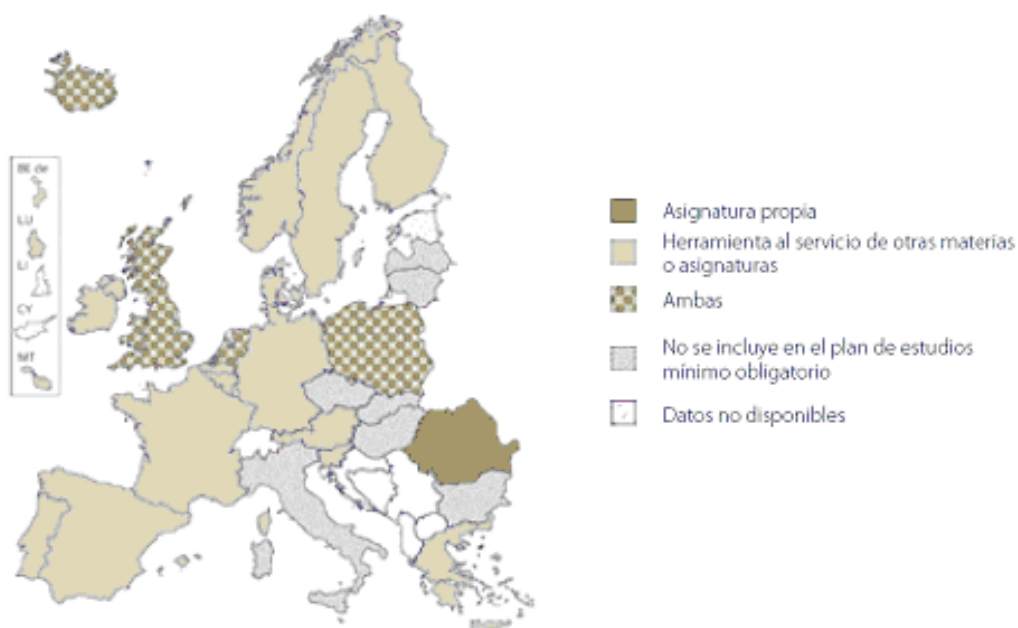 BE de
LU
LI
CY
MT
Asignatura propia
Herramienta al servicio de otras materias
o asignaturas
Ambas
No se incluye en el plan de estudios
mínimo obligatorio
Datos no disponibles